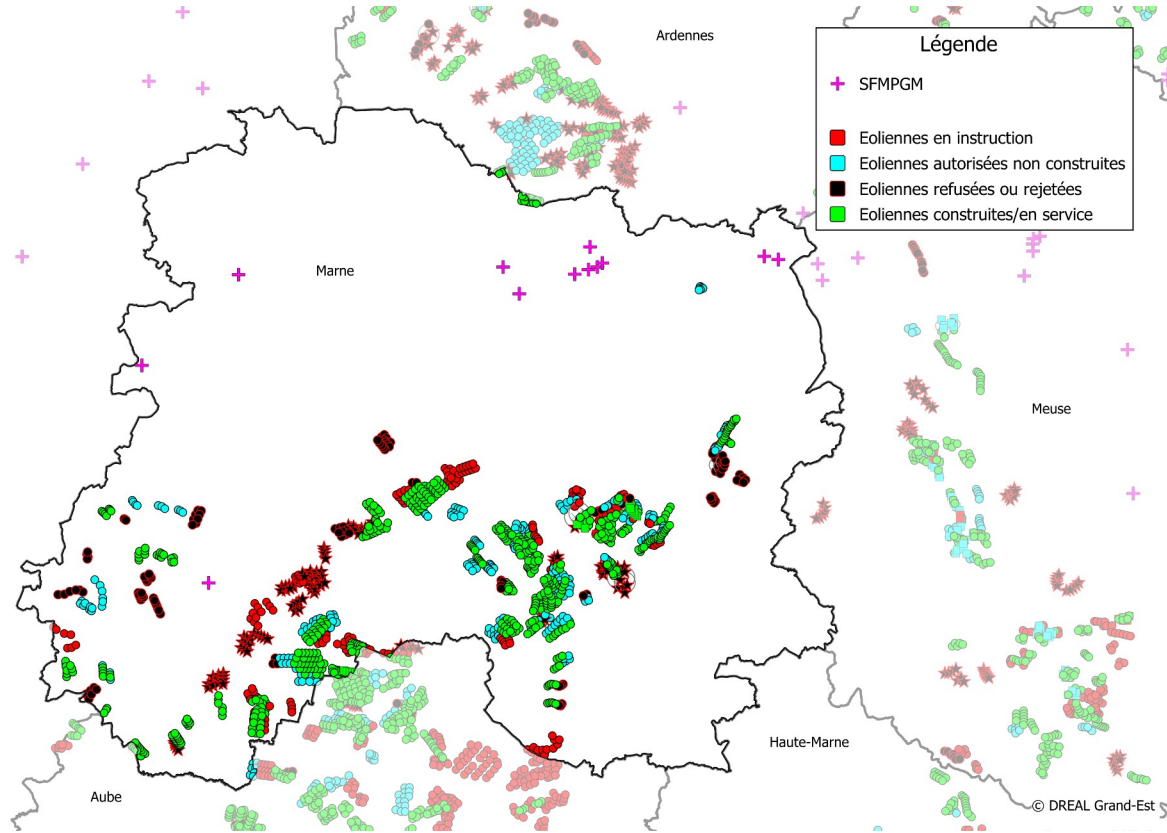 Ardennes
Légende
SFMPGM
Eoliennes en instruction
Eoliennes autorisées non construites
Eoliennes refusées ou rejetées
Eoliennes construites/en service
Marne
Meuse
Haute-Marne
Aube
© DREAL Grand-Est